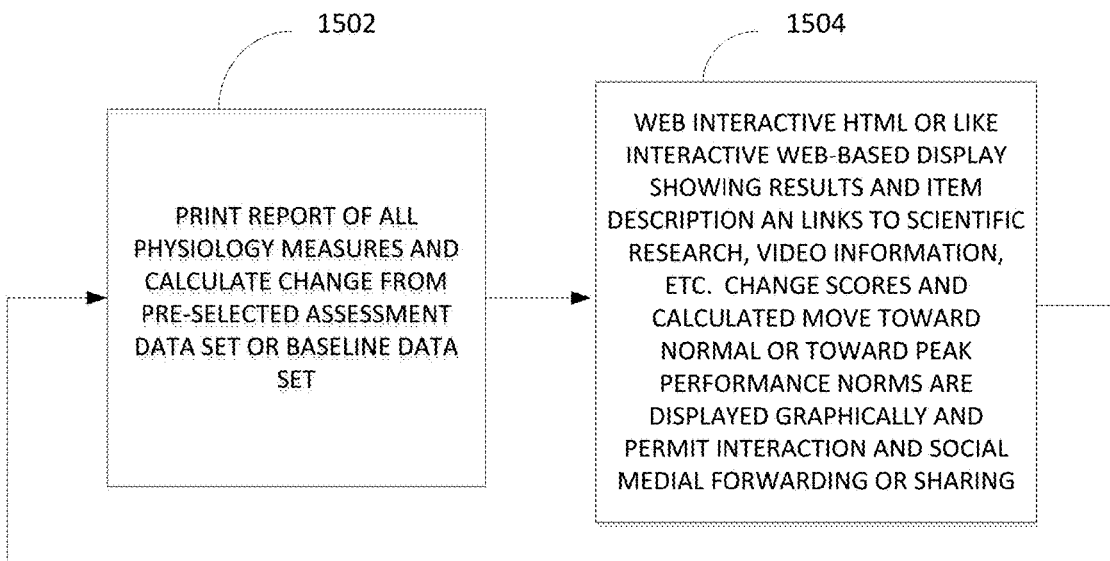 1502
PRINT REPORT OF ALL
PHYSIOLOGY MEASURES AND
CALCULATE CHANGE FROM
PRE-SELECTED ASSESSMENT
DATA SET OR BASELINE DATA
SET
1504
WEB INTERACTIVE HTML OR LIKE
INTERACTIVE WEB-BASED DISPLAY
SHOWING RESULTS AND ITEM
DESCRIPTION AN LINKS TO SCIENTIFIC
RESEARCH, VIDEO INFORMATION,
ETC. CHANGE SCORES AND
CALCULATED MOVE TOWARD
NORMAL OR TOWARD PEAK
PERFORMANCE NORMS ARE
DISPLAYED GRAPHICALLY AND
PERMIT INTERACTION AND SOCIAL
MEDIAL FORWARDING OR SHARING